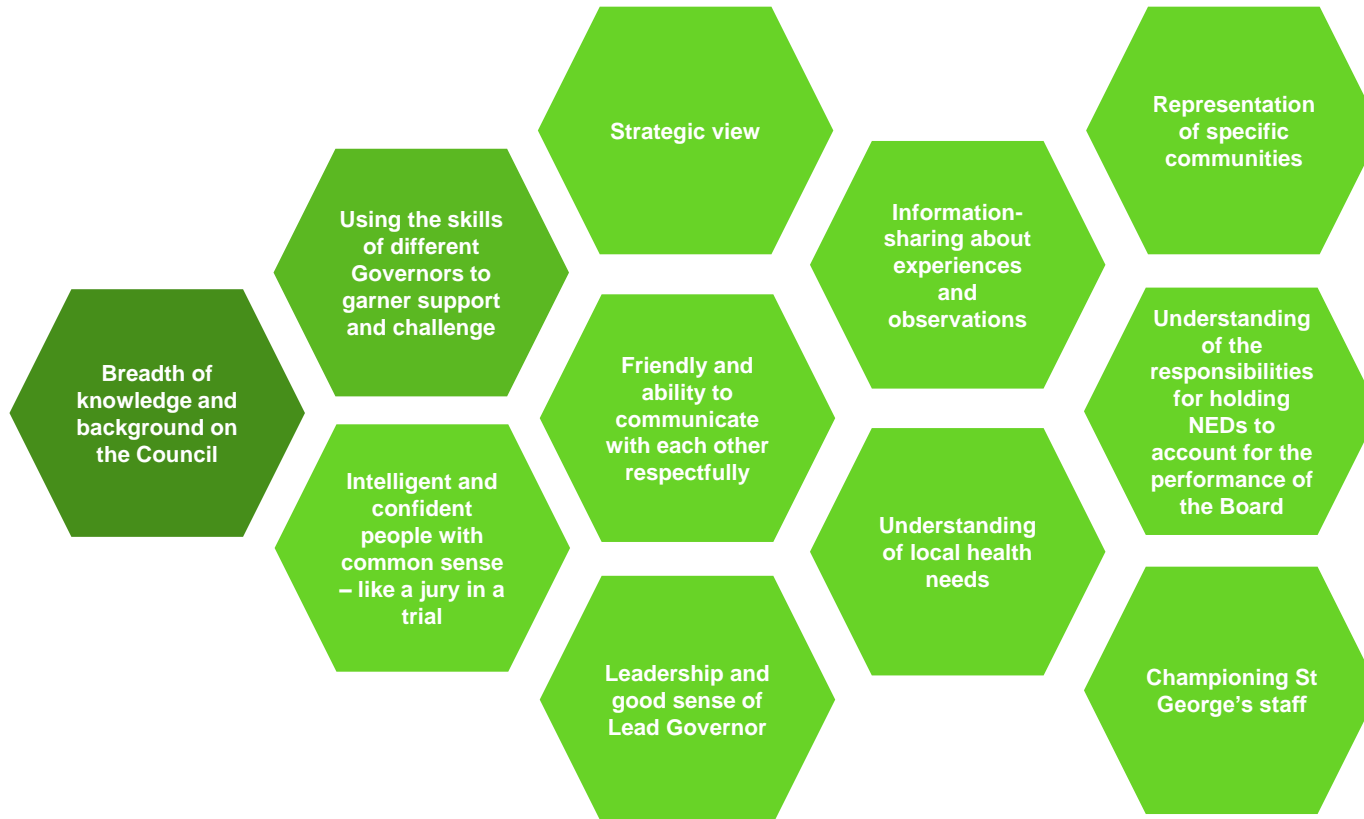 Breadth of
knowledge and
background on
the Council
Using the skills
of different
Governors to
garner support
and challenge
Intelligent and
confident
people with
common sense
– like a jury in a
trial
Strategic view
Friendly and
ability to
communicate
with each other
respectfully
Leadership and
good sense of
Lead Governor
Information-
sharing about
experiences
and
observations
Understanding
of local health
needs
Representation
of specific
communities
Understanding
of the
responsibilities
for holding
NEDs to
account for the
performance of
the Board
Championing St
George’s staff